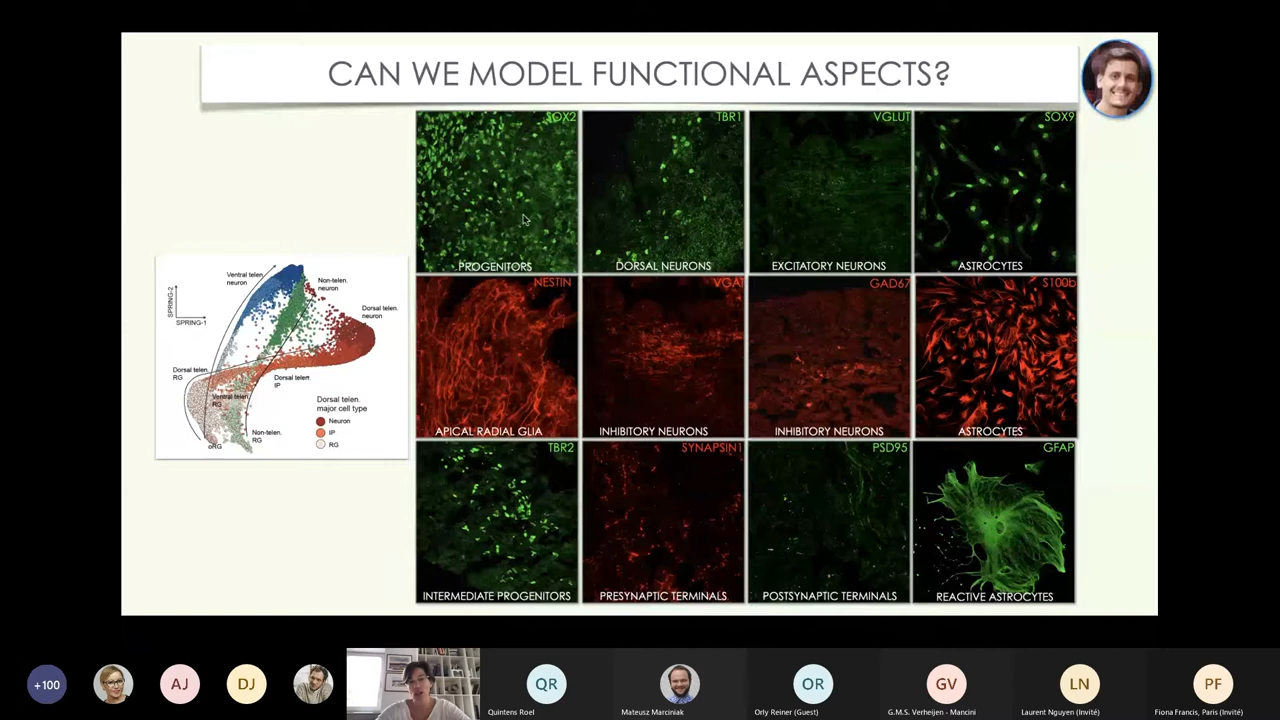 CAN WE MODEL FUNCTIONAL ASPECTS?
SOX2
PROGENITORS
TBR1
DORSAL NEURONS
VGLUT
EXCITATORY NEURONS
SOX9
ASTROCYTES
NESTIN
APICAL RADIAL GLIA
VGAT
INHIBITORY NEURONS
GAD67
INHIBITORY NEURONS
S100b
ASTROCYTES
TBR2
INTERMEDIATE PROGENITORS
SYNAPSIN1
PRESYNAPTIC TERMINALS
PSD95
POSTSYNAPTIC TERMINALS
GFAP
REACTIVE ASTROCYTES
Ventral telen.
neuron
Non-telen.
neuron
Dorsal telen.
neuron
SPRING-2
SPRING-1
Dorsal telen.
RG
Dorsal telen.
IP
Ventral telen.
RG
Non-telen.
RG
oRG
Dorsal telen.
major cell type
Neuron
IP
RG
+100
AJ
DJ
QR
Quintens Roel
Mateusz Marciniak
OR
Orly Reiner (Guest)
GV
G.M.S. Verheijen - Mancini
LN
Laurent Nguyen (Invité)
PF
Fiona Francis, Paris (Invité)